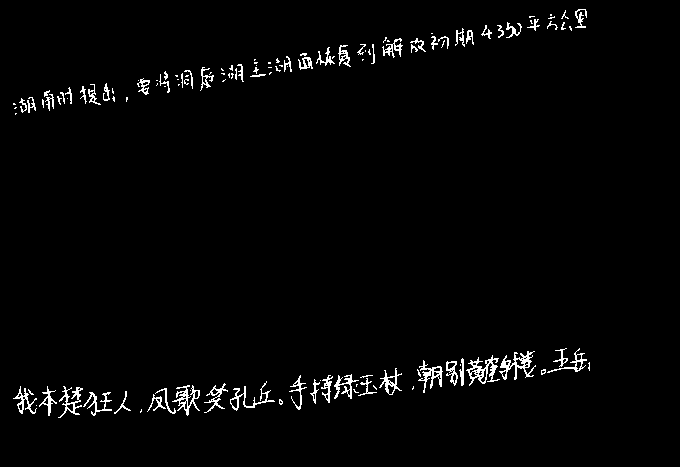 湖南时提出，要将洞庭湖主湖面恢复到解放初期4350平方公里
我本楚狂人，凤歌笑孔丘。手持绿玉杖，朝别黄鹤楼。五岳